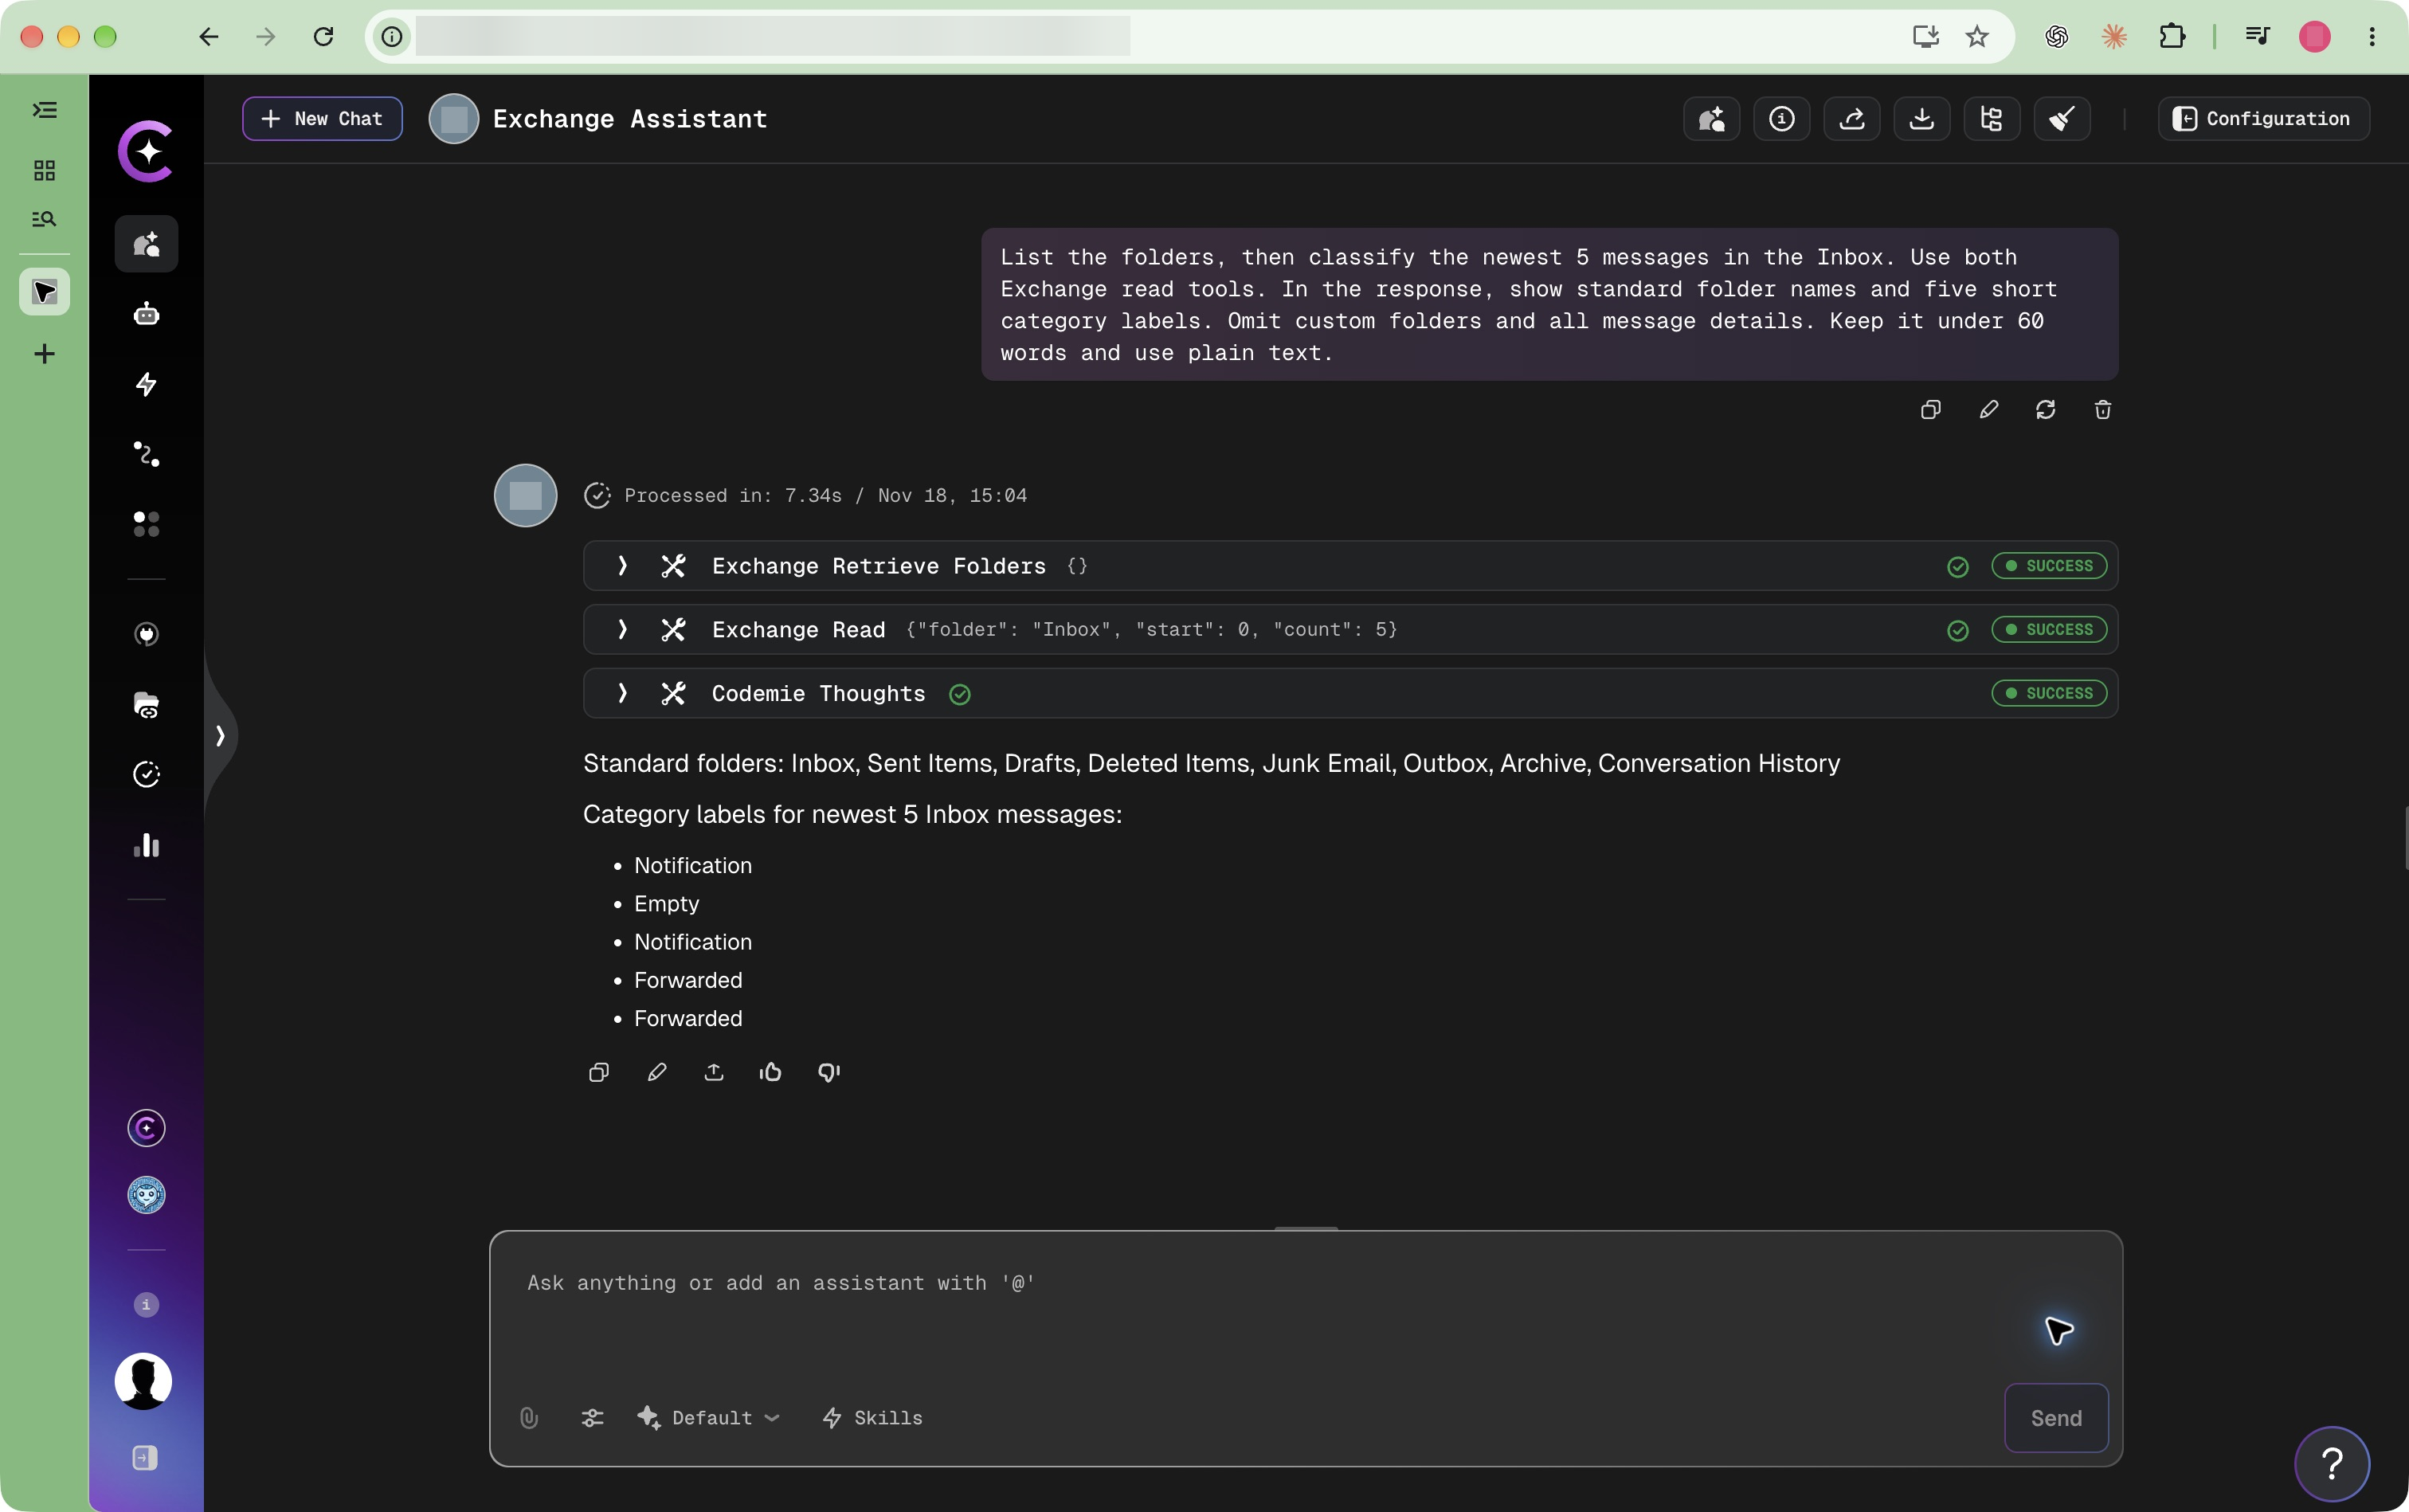 New Chat
Exchange Assistant
Configuration
List the folders, then classify the newest 5 messages in the Inbox. Use both
Exchange read tools. In the response, show standard folder names and five short
category labels. Omit custom folders and all message details. Keep it under 60
words and use plain text.
Processed in: 7.34s / Nov 18, 15:04
Exchange Retrieve Folders {}
SUCCESS
Exchange Read {"folder": "Inbox", "start": 0, "count": 5}
SUCCESS
Codemie Thoughts
SUCCESS
Standard folders: Inbox, Sent Items, Drafts, Deleted Items, Junk Email, Outbox, Archive, Conversation History
Category labels for newest 5 Inbox messages:
• Notification
• Empty
• Notification
• Forwarded
• Forwarded
Ask anything or add an assistant with '@'
Default
Skills
Send
?